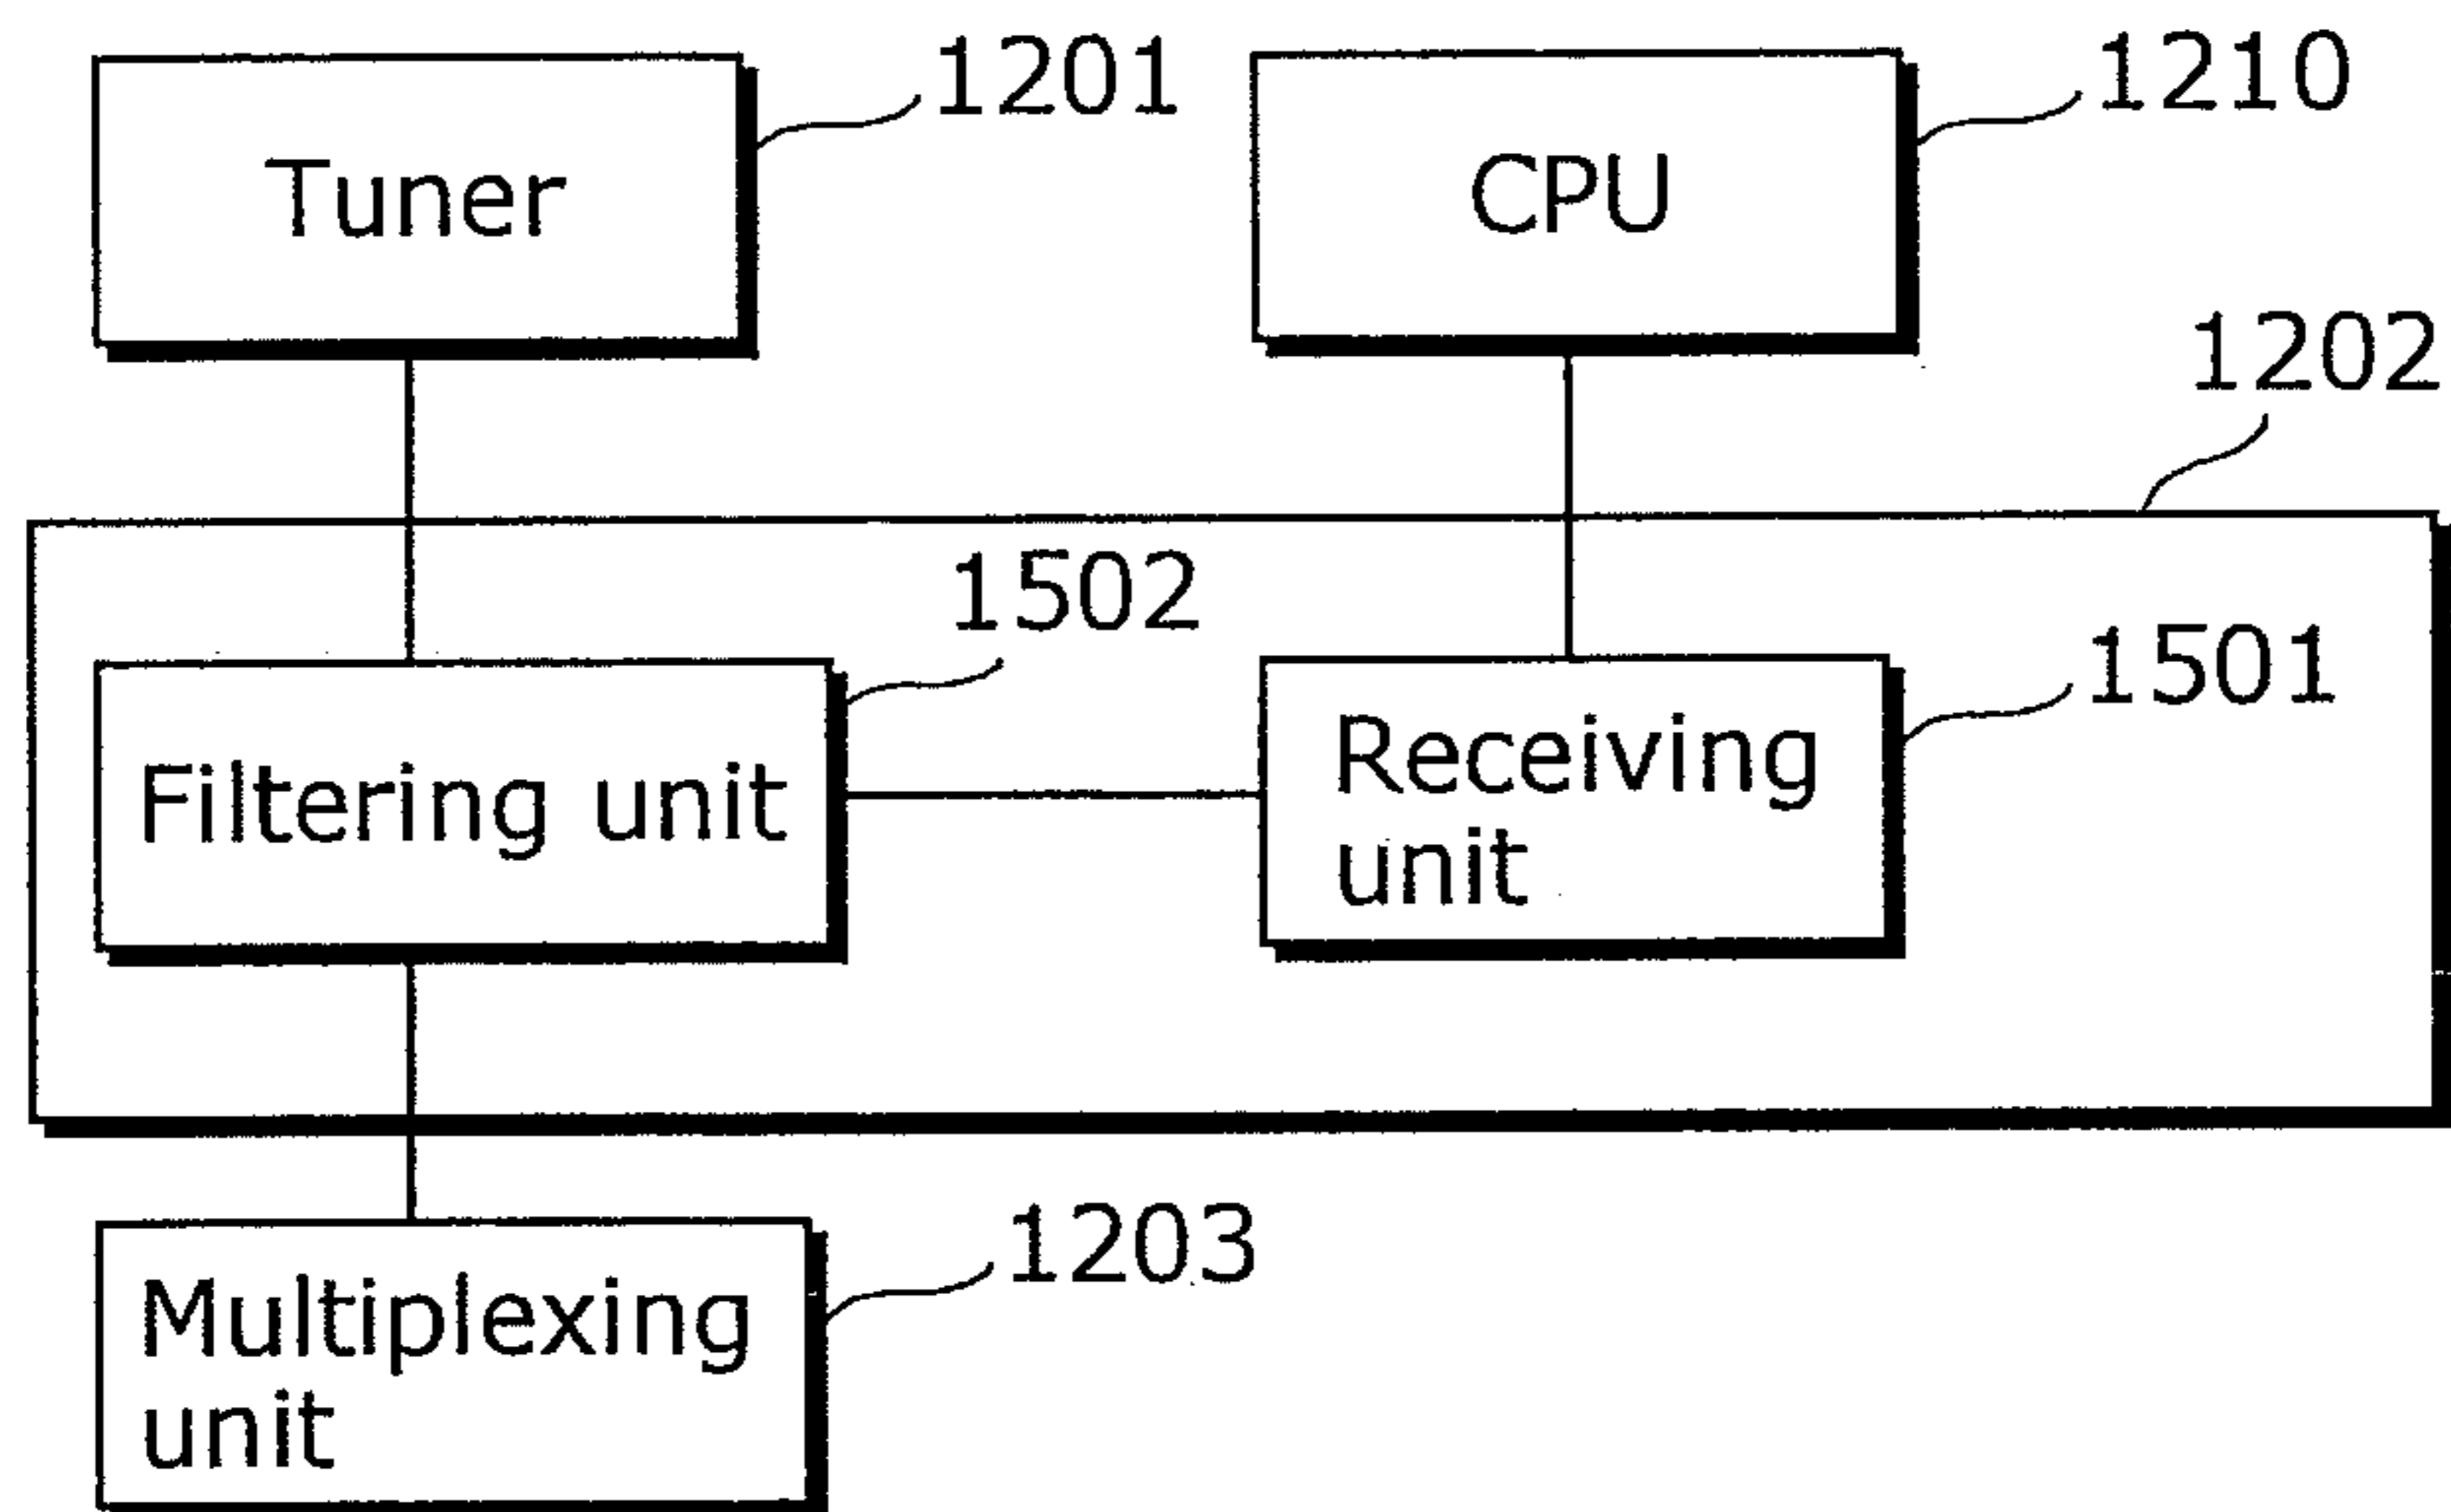 1201
1210
Tuner
CPU
1202
1502
1501
Filtering unit
Receiving
unit
1203
Multiplexing
unit